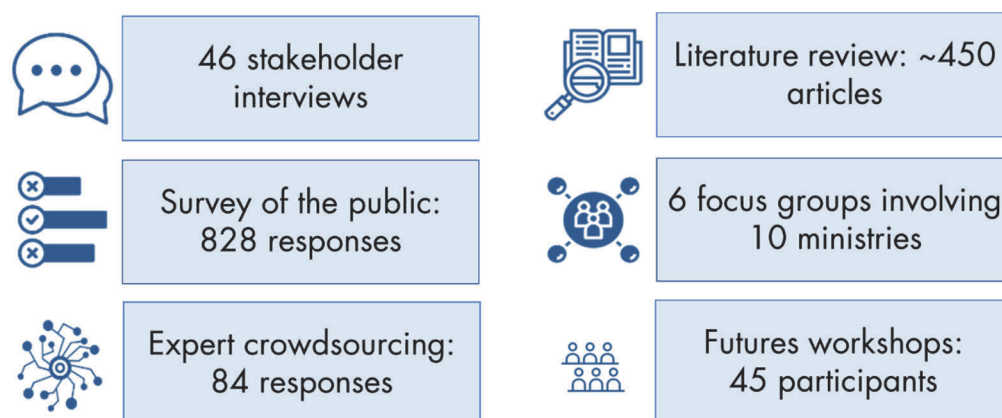 46 stakeholder
interviews
Literature review: ~450
articles
Survey of the public:
828 responses
6 focus groups involving
10 ministries
Expert crowdsourcing:
84 responses
Futures workshops:
45 participants